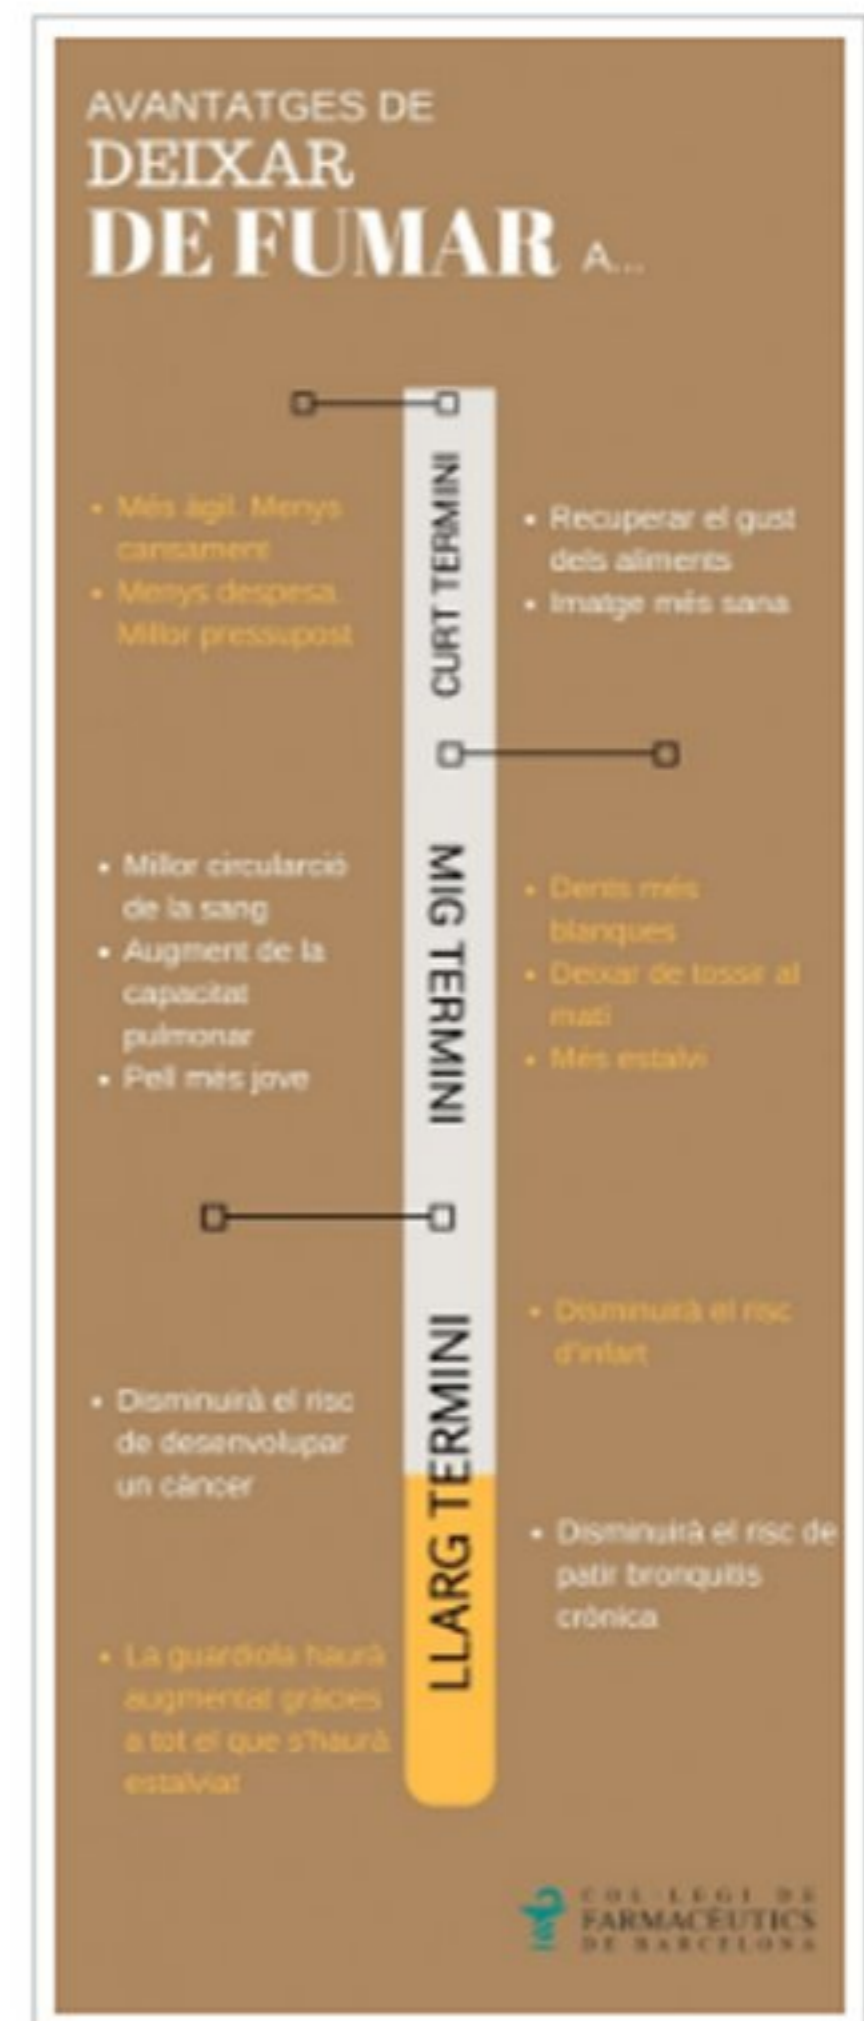 AVANTATGES DE
DEIXAR
DE FUMAR A...
CURT TERMINI
• Més àgil. Menys
cansament
• Menys despesa.
Millor pressupost
• Recuperar el gust
dels aliments
• Imatge més sana
MIG TERMINI
• Millor circularció
de la sang
• Augment de la
capacitat
pulmonar
• Pell més jove
• Dents més
blanques
• Deixar de tossir al
matí
• Més estalvi
LLARG TERMINI
• Disminuirà el risc
de desenvolupar
un càncer
• La guardiola haurà
augmentat gràcies
a tot el que s'haurà
estalviat
• Disminuirà el risc
d'infart
• Disminuirà el risc de
patir bronquitis
crònica
COL·LEGI DE
FARMACÈUTICS
DE BARCELONA